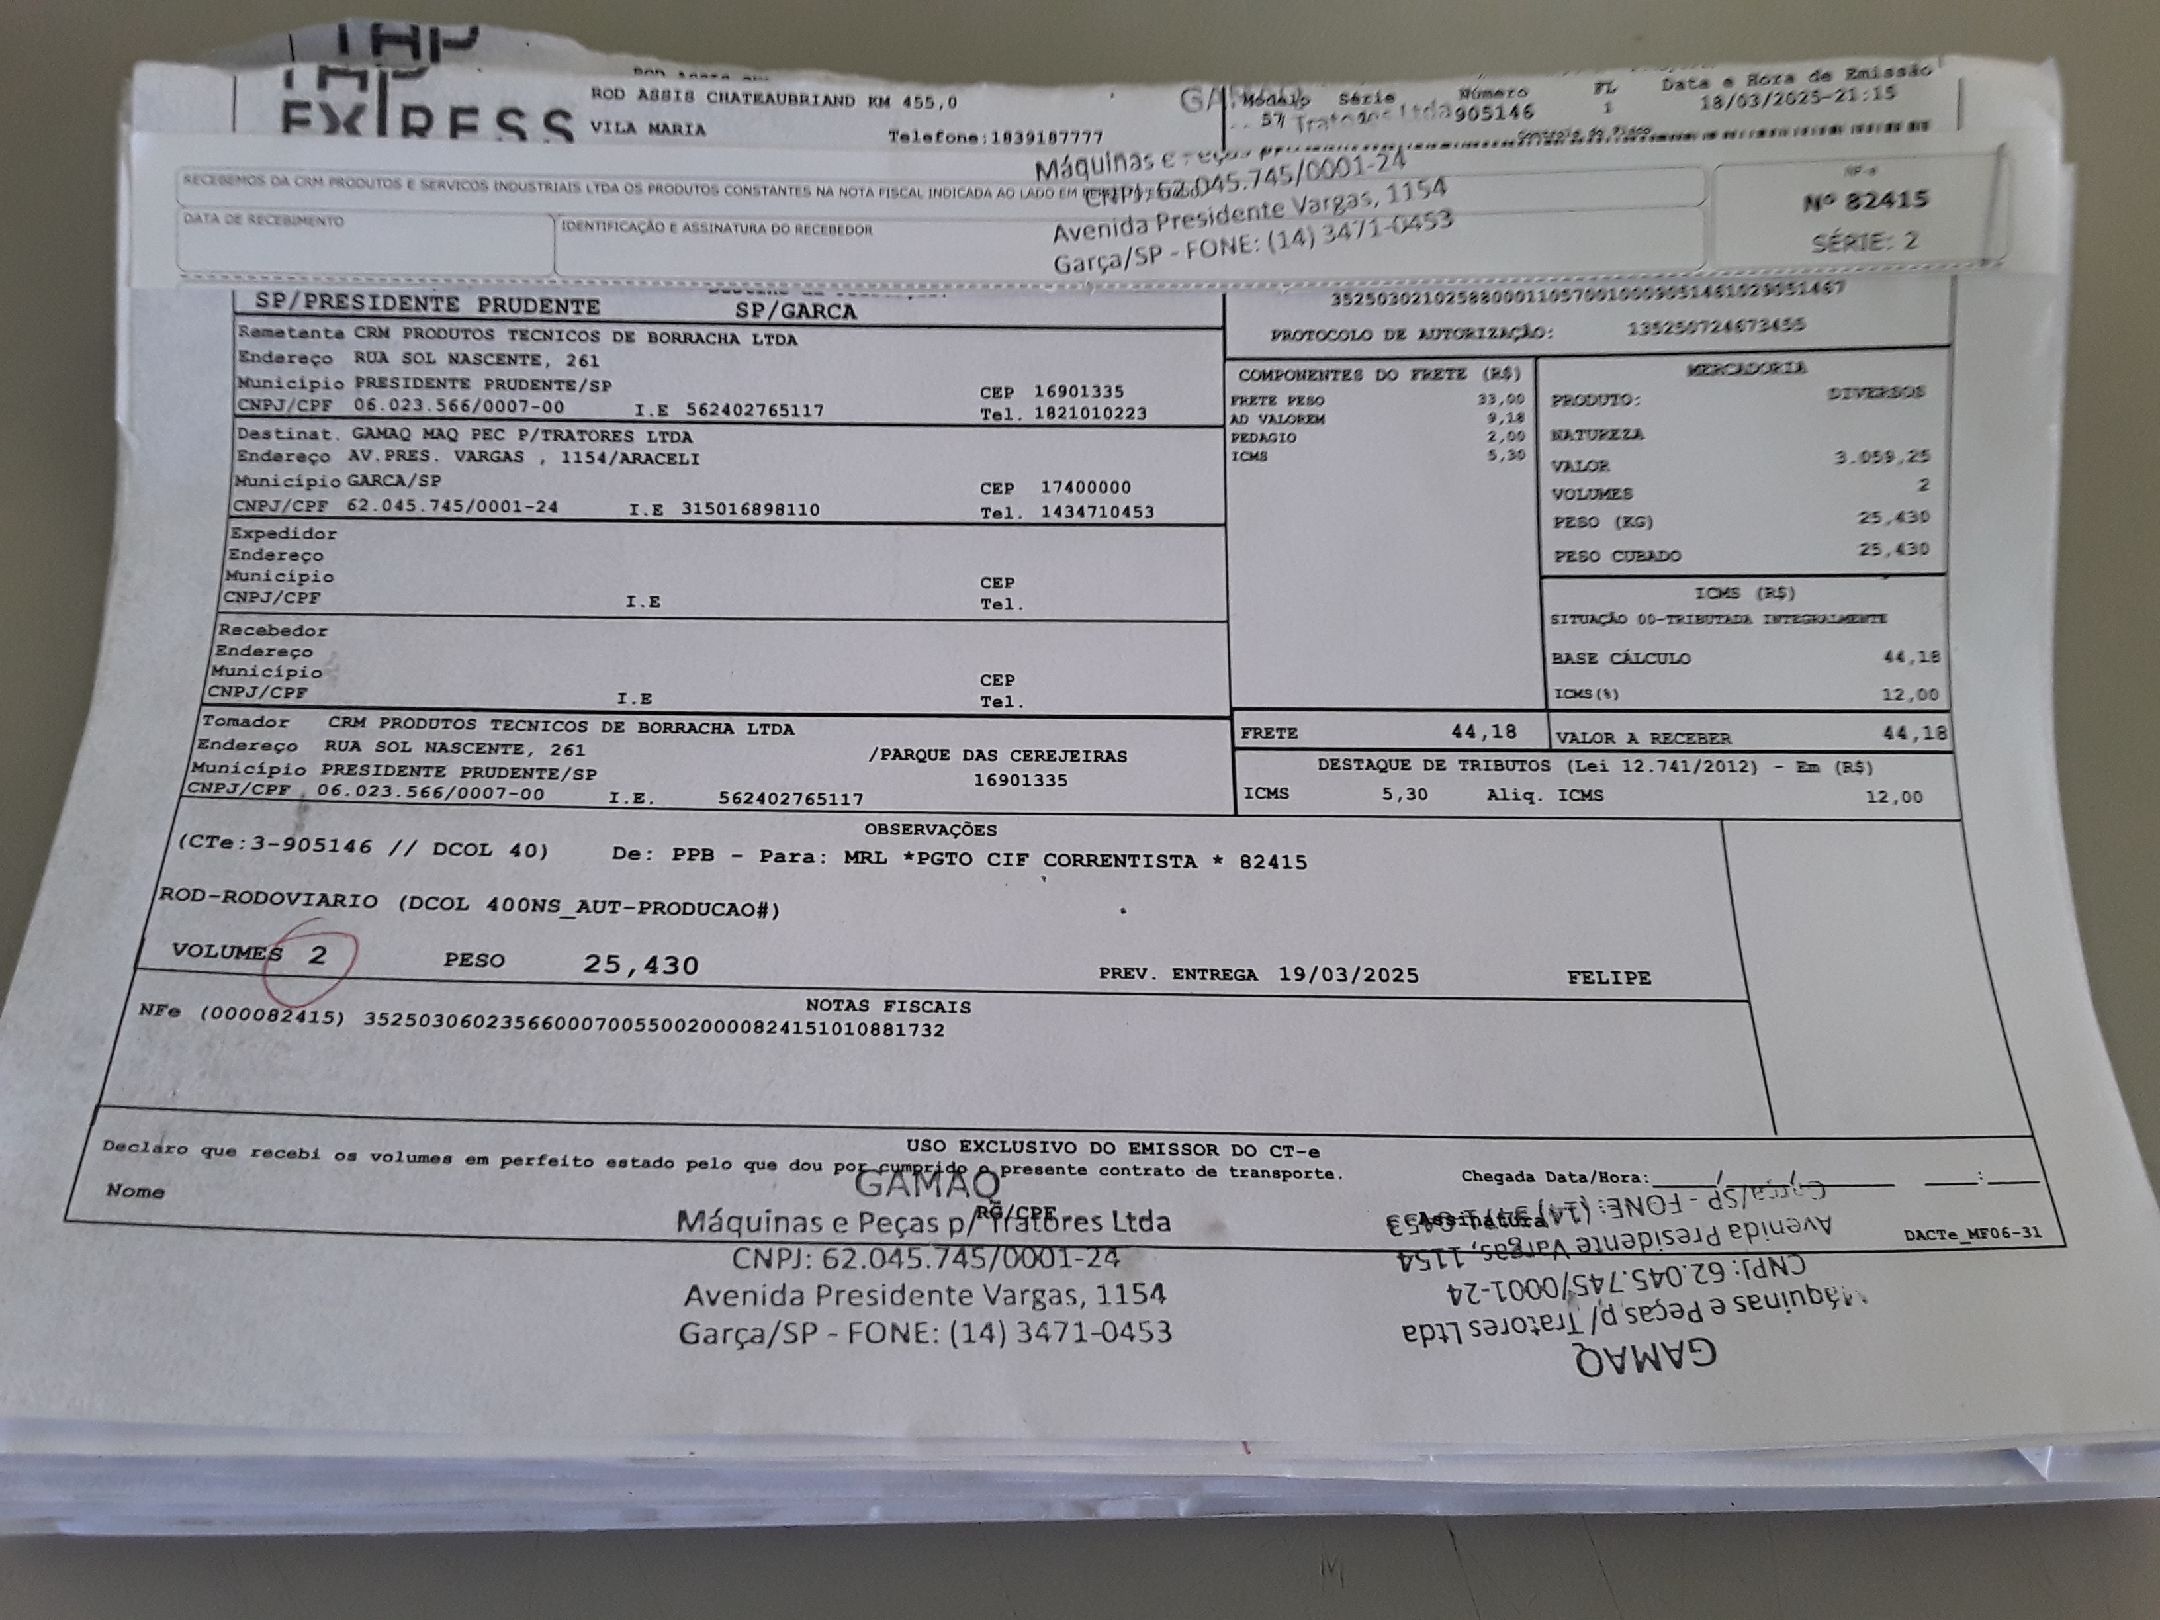 THP
EXPRESS
ROD ASSIS CHATEAUBRIAND KM 455,0
VILA MARIA Telefone:1839187777
Modelo Série Número FL Data e Hora de Emissão
57 905146 1 18/03/2025-21:15
Tratores Ltda
Máquinas e Peças
CNPJ: 62.045.745/0001-24
Avenida Presidente Vargas, 1154
Garça/SP - FONE: (14) 3471-0453
RECEBEMOS DA CRM PRODUTOS E SERVICOS INDUSTRIAIS LTDA OS PRODUTOS CONSTANTES NA NOTA FISCAL INDICADA AO LADO EM
DATA DE RECEBIMENTO
IDENTIFICAÇÃO E ASSINATURA DO RECEBEDOR
NF-e
Nº 82415
SÉRIE: 2
SP/PRESIDENTE PRUDENTE SP/GARCA
35250302102588000110570010009051461029051467
PROTOCOLO DE AUTORIZAÇÃO: 135250724673455
Remetente CRM PRODUTOS TECNICOS DE BORRACHA LTDA
Endereço RUA SOL NASCENTE, 261
Município PRESIDENTE PRUDENTE/SP CEP 16901335
CNPJ/CPF 06.023.566/0007-00 I.E 562402765117 Tel. 1821010223
Destinat. GAMAQ MAQ PEC P/TRATORES LTDA
Endereço AV.PRES. VARGAS , 1154/ARACELI
Município GARCA/SP CEP 17400000
CNPJ/CPF 62.045.745/0001-24 I.E 315016898110 Tel. 1434710453
Expedidor
Endereço
Município CEP
CNPJ/CPF I.E Tel.
Recebedor
Endereço
Município CEP
CNPJ/CPF I.E Tel.
Tomador CRM PRODUTOS TECNICOS DE BORRACHA LTDA
Endereço RUA SOL NASCENTE, 261 /PARQUE DAS CEREJEIRAS
Município PRESIDENTE PRUDENTE/SP 16901335
CNPJ/CPF 06.023.566/0007-00 I.E. 562402765117
COMPONENTES DO FRETE (R$)
FRETE PESO 33,00
AD VALOREM 9,18
PEDAGIO 2,00
ICMS 5,30
MERCADORIA
PRODUTO: DIVERSOS
NATUREZA
VALOR 3.059,25
VOLUMES 2
PESO (KG) 25,430
PESO CUBADO 25,430
ICMS (R$)
SITUAÇÃO 00-TRIBUTADA INTEGRALMENTE
BASE CÁLCULO 44,18
ICMS(%) 12,00
FRETE 44,18 VALOR A RECEBER 44,18
DESTAQUE DE TRIBUTOS (Lei 12.741/2012) - Em (R$)
ICMS 5,30 Aliq. ICMS 12,00
OBSERVAÇÕES
(CTe:3-905146 // DCOL 40) De: PPB - Para: MRL *PGTO CIF CORRENTISTA * 82415
ROD-RODOVIARIO (DCOL 400NS_AUT-PRODUCAO#)
VOLUMES 2 PESO 25,430 PREV. ENTREGA 19/03/2025 FELIPE
NOTAS FISCAIS
NFe (000082415) 35250306023566000700550020000824151010881732
USO EXCLUSIVO DO EMISSOR DO CT-e
Declaro que recebi os volumes em perfeito estado pelo que dou por cumprido o presente contrato de transporte.
Chegada Data/Hora:____/____/____ ___:___
Nome RG/CPF Assinatura
DACTe_MF06-31
GAMAQ
Máquinas e Peças p/ Tratores Ltda
CNPJ: 62.045.745/0001-24
Avenida Presidente Vargas, 1154
Garça/SP - FONE: (14) 3471-0453
GAMAQ
Máquinas e Peças p/ Tratores Ltda
CNPJ: 62.045.745/0001-24
Avenida Presidente Vargas, 1154
Garça/SP - FONE: (14) 3471-0453